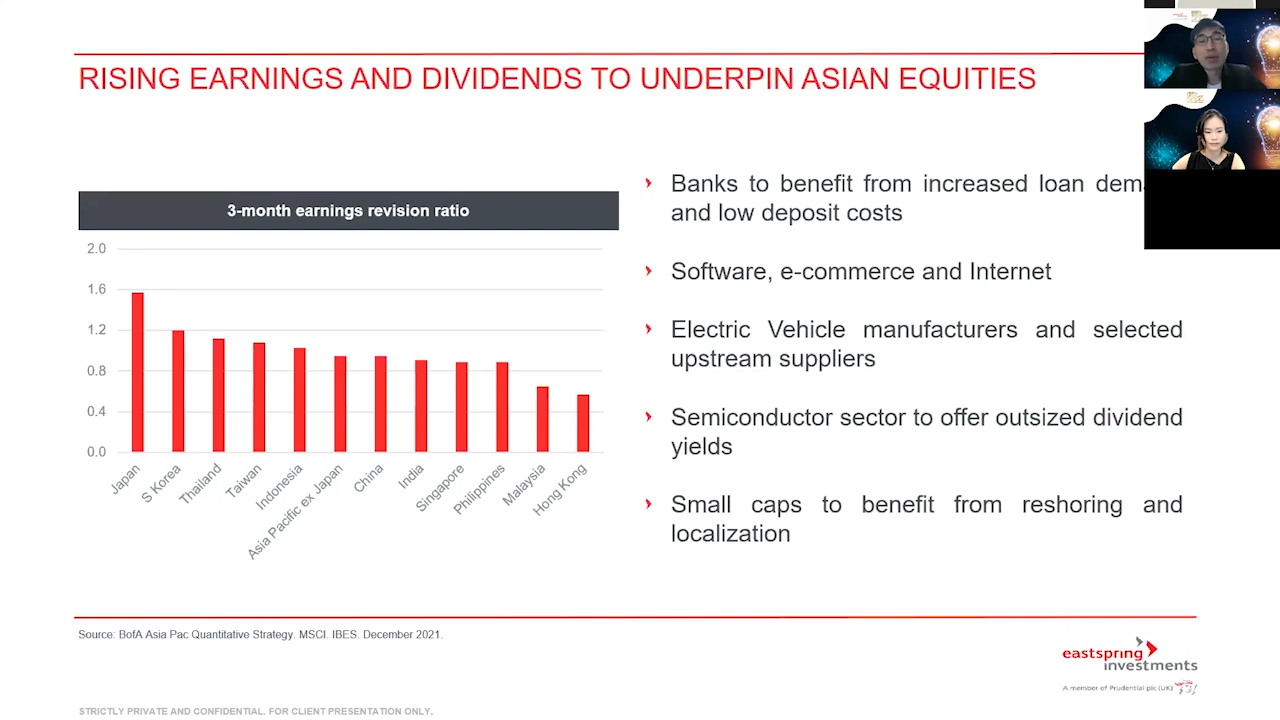 RISING EARNINGS AND DIVIDENDS TO UNDERPIN ASIAN EQUITIES
3-month earnings revision ratio
2.0
1.6
1.2
0.8
0.4
0.0
Japan
S Korea
Thailand
Taiwan
Indonesia
Asia Pacific ex Japan
China
India
Singapore
Philippines
Malaysia
Hong Kong
Banks to benefit from increased loan
and low deposit costs
Software, e-commerce and Internet
Electric Vehicle manufacturers and selected
upstream suppliers
Semiconductor sector to offer outsized dividend
yields
Small caps to benefit from reshoring and
localization
Source: BofA Asia Pac Quantitative Strategy. MSCI. IBES. December 2021.
eastspring
investments
A member of Prudential plc (UK)
STRICTLY PRIVATE AND CONFIDENTIAL. FOR CLIENT PRESENTATION ONLY.